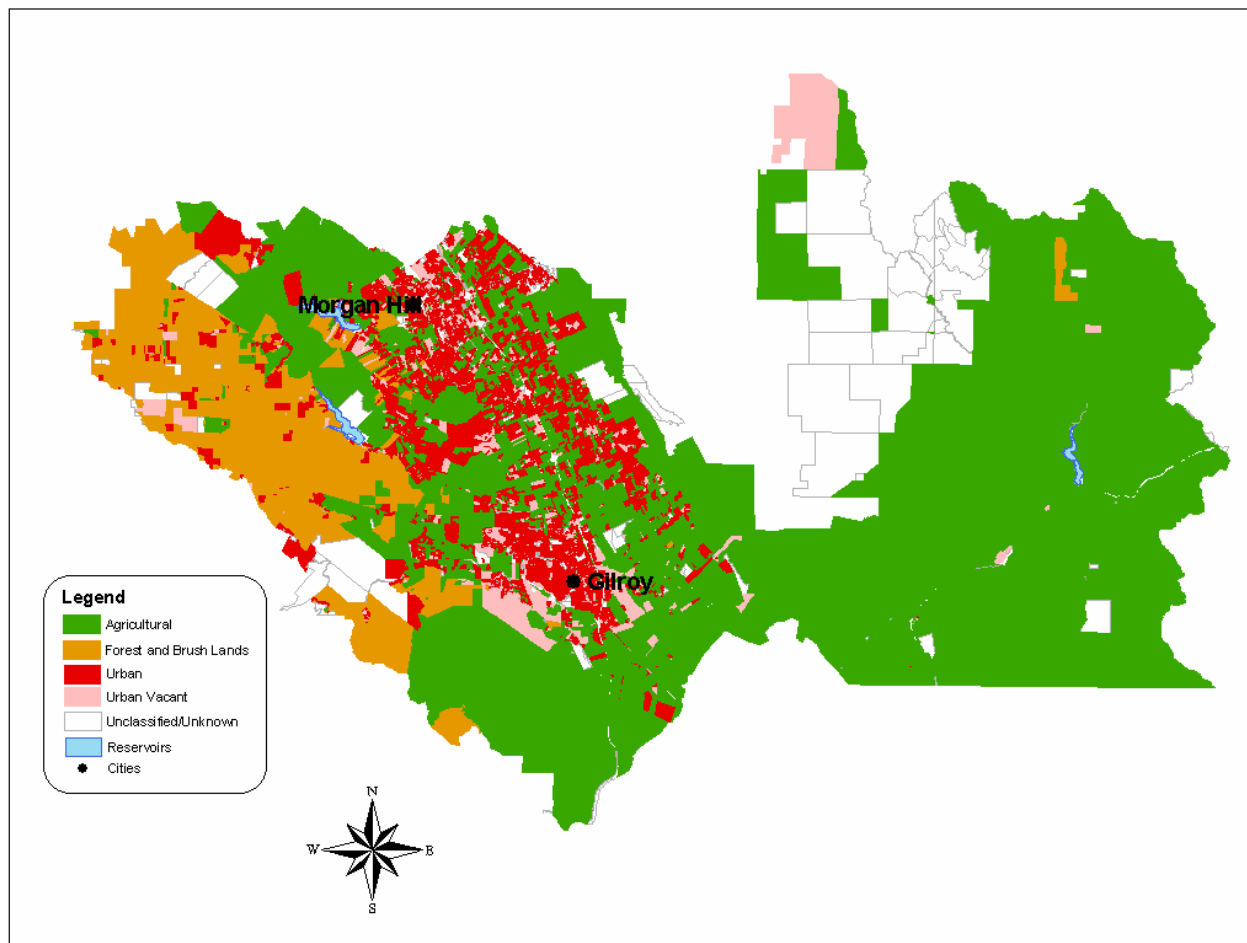 Morgan Hill
Gilroy
Legend
Agricultural
Forest and Brush Lands
Urban
Urban Vacant
Unclassified/Unknown
Reservoirs
Cities
N
W E
S